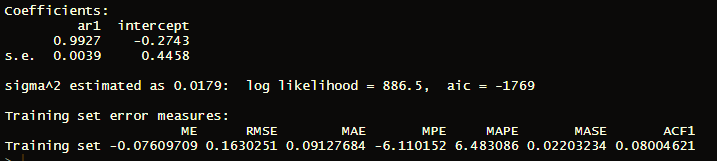 Coefficients:
ar1 intercept
0.9927 -0.2743
s.e. 0.0039 0.4458
sigma^2 estimated as 0.0179: log likelihood = 886.5, aic = -1769
Training set error measures:
ME RMSE MAE MPE MAPE MASE ACF1
Training set -0.07609709 0.1630251 0.09127684 -6.110152 6.483086 0.02203234 0.08004621
>